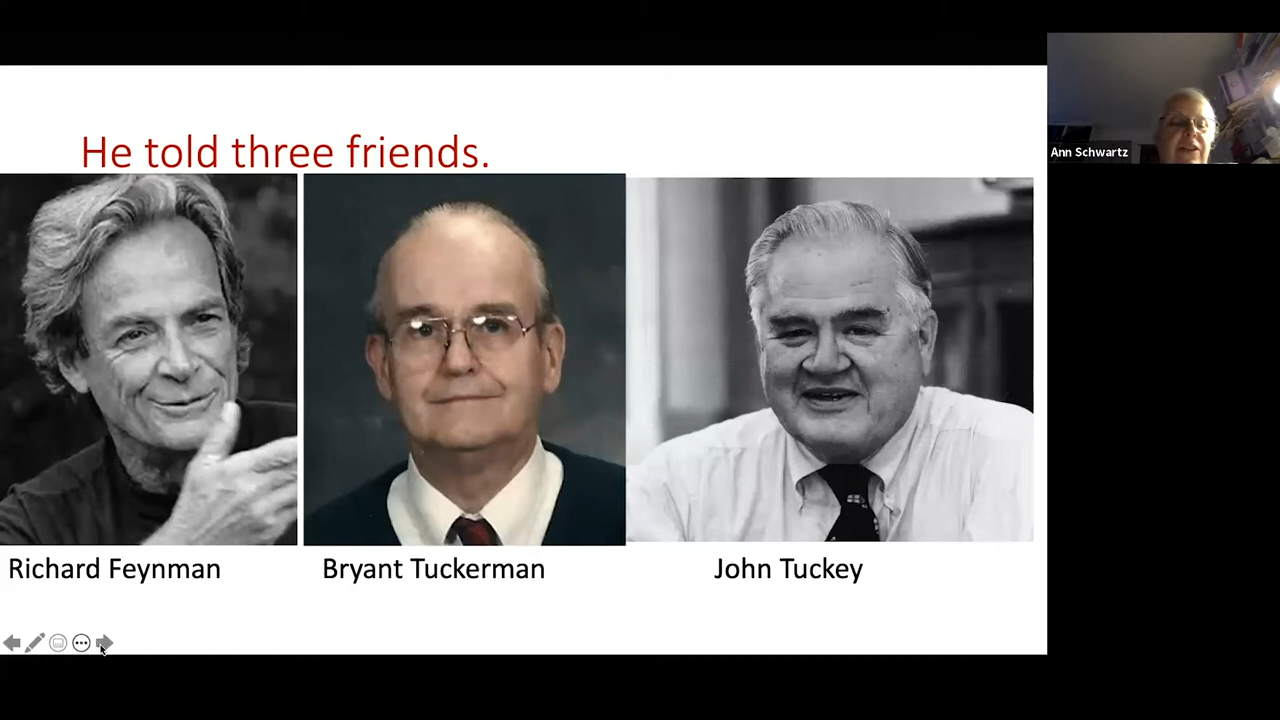 He told three friends.
Ann Schwartz
Richard Feynman
Bryant Tuckerman
John Tuckey